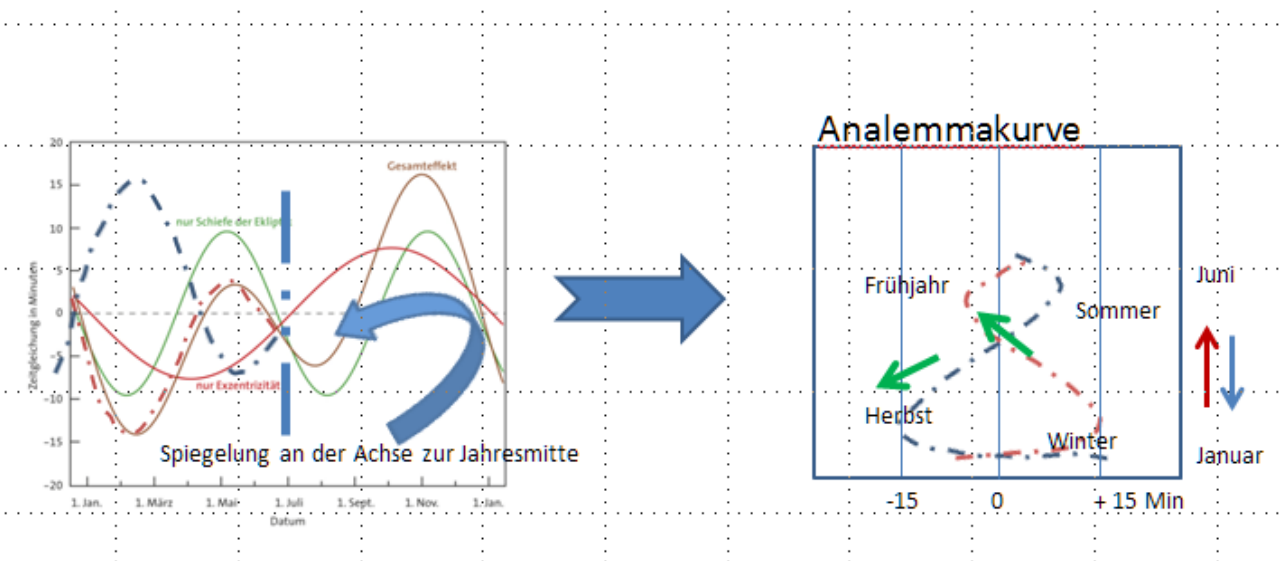 Analemmakurve
20
15
10
5
0
−5
−10
−15
−20
Zeitgleichung in Minuten
Gesamteffekt
nur Schiefe der Eklipt
nur Exzentrizität
Spiegelung an der Achse zur Jahresmitte
1. Jan.
1. März
1. Mai
1. Juli
1. Sept.
1. Nov.
1. Jan.
Datum
Frühjahr
Sommer
Herbst
Winter
Juni
Januar
-15
0
+ 15 Min